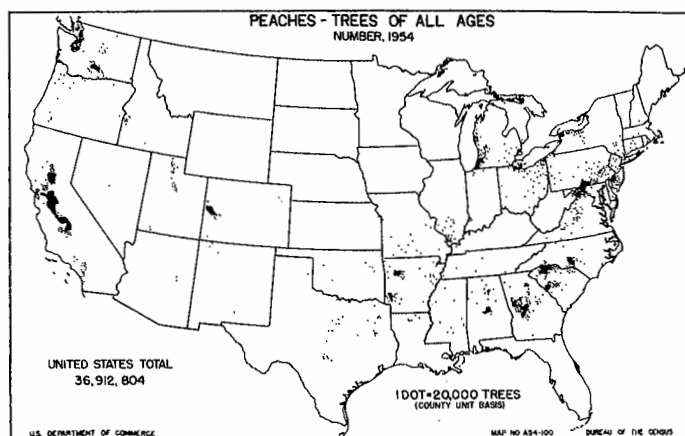 PEACHES - TREES OF ALL AGES
NUMBER, 1954
UNITED STATES TOTAL
36,912,804
1 DOT=20,000 TREES
(COUNTY UNIT BASIS)
U.S. DEPARTMENT OF COMMERCE
MAP NO A54-100
BUREAU OF THE CENSUS